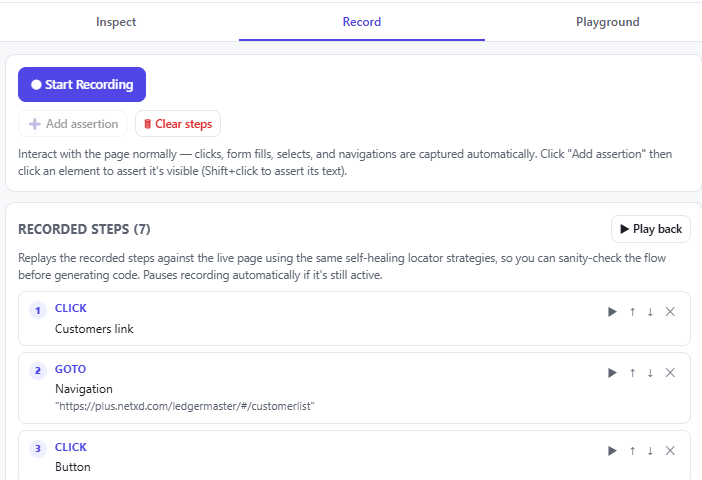 Inspect
Record
Playground
Start Recording
Add assertion
Clear steps
Interact with the page normally — clicks, form fills, selects, and navigations are captured automatically. Click "Add assertion" then
click an element to assert it's visible (Shift+click to assert its text).
RECORDED STEPS (7)
Play back
Replays the recorded steps against the live page using the same self-healing locator strategies, so you can sanity-check the flow
before generating code. Pauses recording automatically if it's still active.
1 CLICK
Customers link
2 GOTO
Navigation
"https://plus.netxd.com/ledgermaster/#/customerlist"
3 CLICK
Button